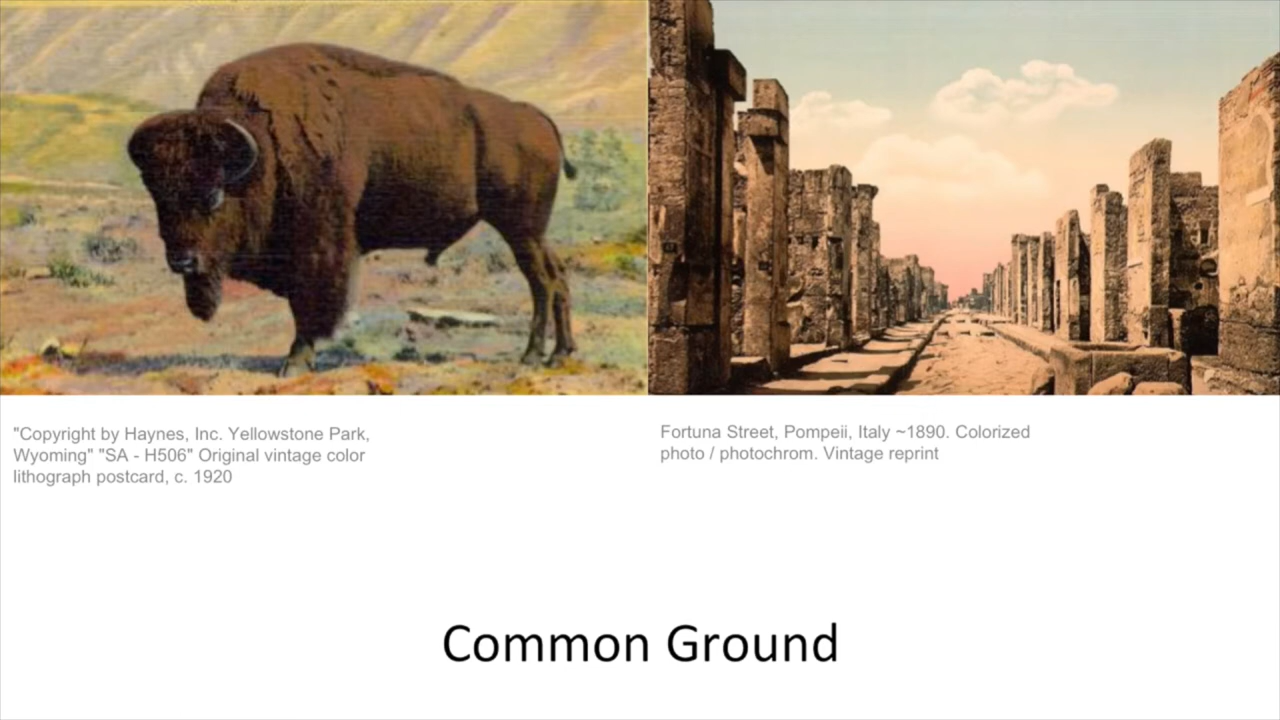 "Copyright by Haynes, Inc. Yellowstone Park,
Wyoming" "SA - H506" Original vintage color
lithograph postcard, c. 1920
Fortuna Street, Pompeii, Italy ~1890. Colorized
photo / photochrom. Vintage reprint
Common Ground